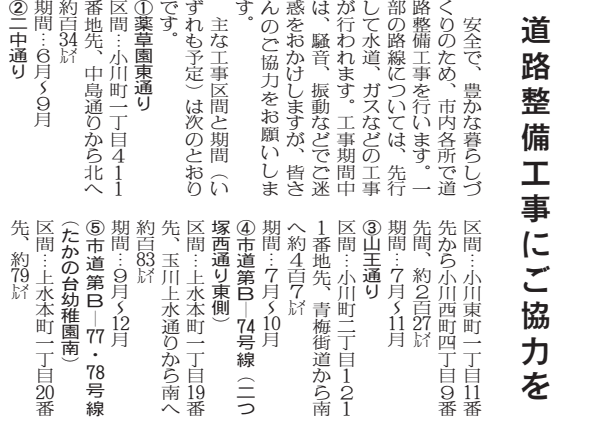 道路整備工事にご協力を
安全で、豊かな暮らしづ
くりのため、市内各所で道
路整備工事を行います。一
部の路線については、先行
して水道、ガスなどの工事
が行われます。工事期間中
は、騒音、振動などでご迷
惑をおかけしますが、皆さ
んのご協力をお願いしま
す。
主な工事区間と期間(い
ずれも予定)は次のとおり
です。
①薬草園東通り
区間…小川町一丁目411
番地先、中島通りから北へ
約百34㍍
期間…6月〜9月
②二中通り
区間…小川東町一丁目11番
先から小川西町四丁目9番
先間、約2百27㍍
期間…7月〜11月
③山王通り
区間…小川町二丁目121
1番地先、青梅街道から南
へ約4百7㍍
期間…7月〜10月
④市道第B―74号線(二つ
塚西通り東側)
区間…上水本町一丁目19番
先、玉川上水通りから南へ
約百83㍍
期間…9月〜12月
⑤市道第B―77・78号線
(たかの台幼稚園南)
区間…上水本町一丁目20番
先、約79㍍